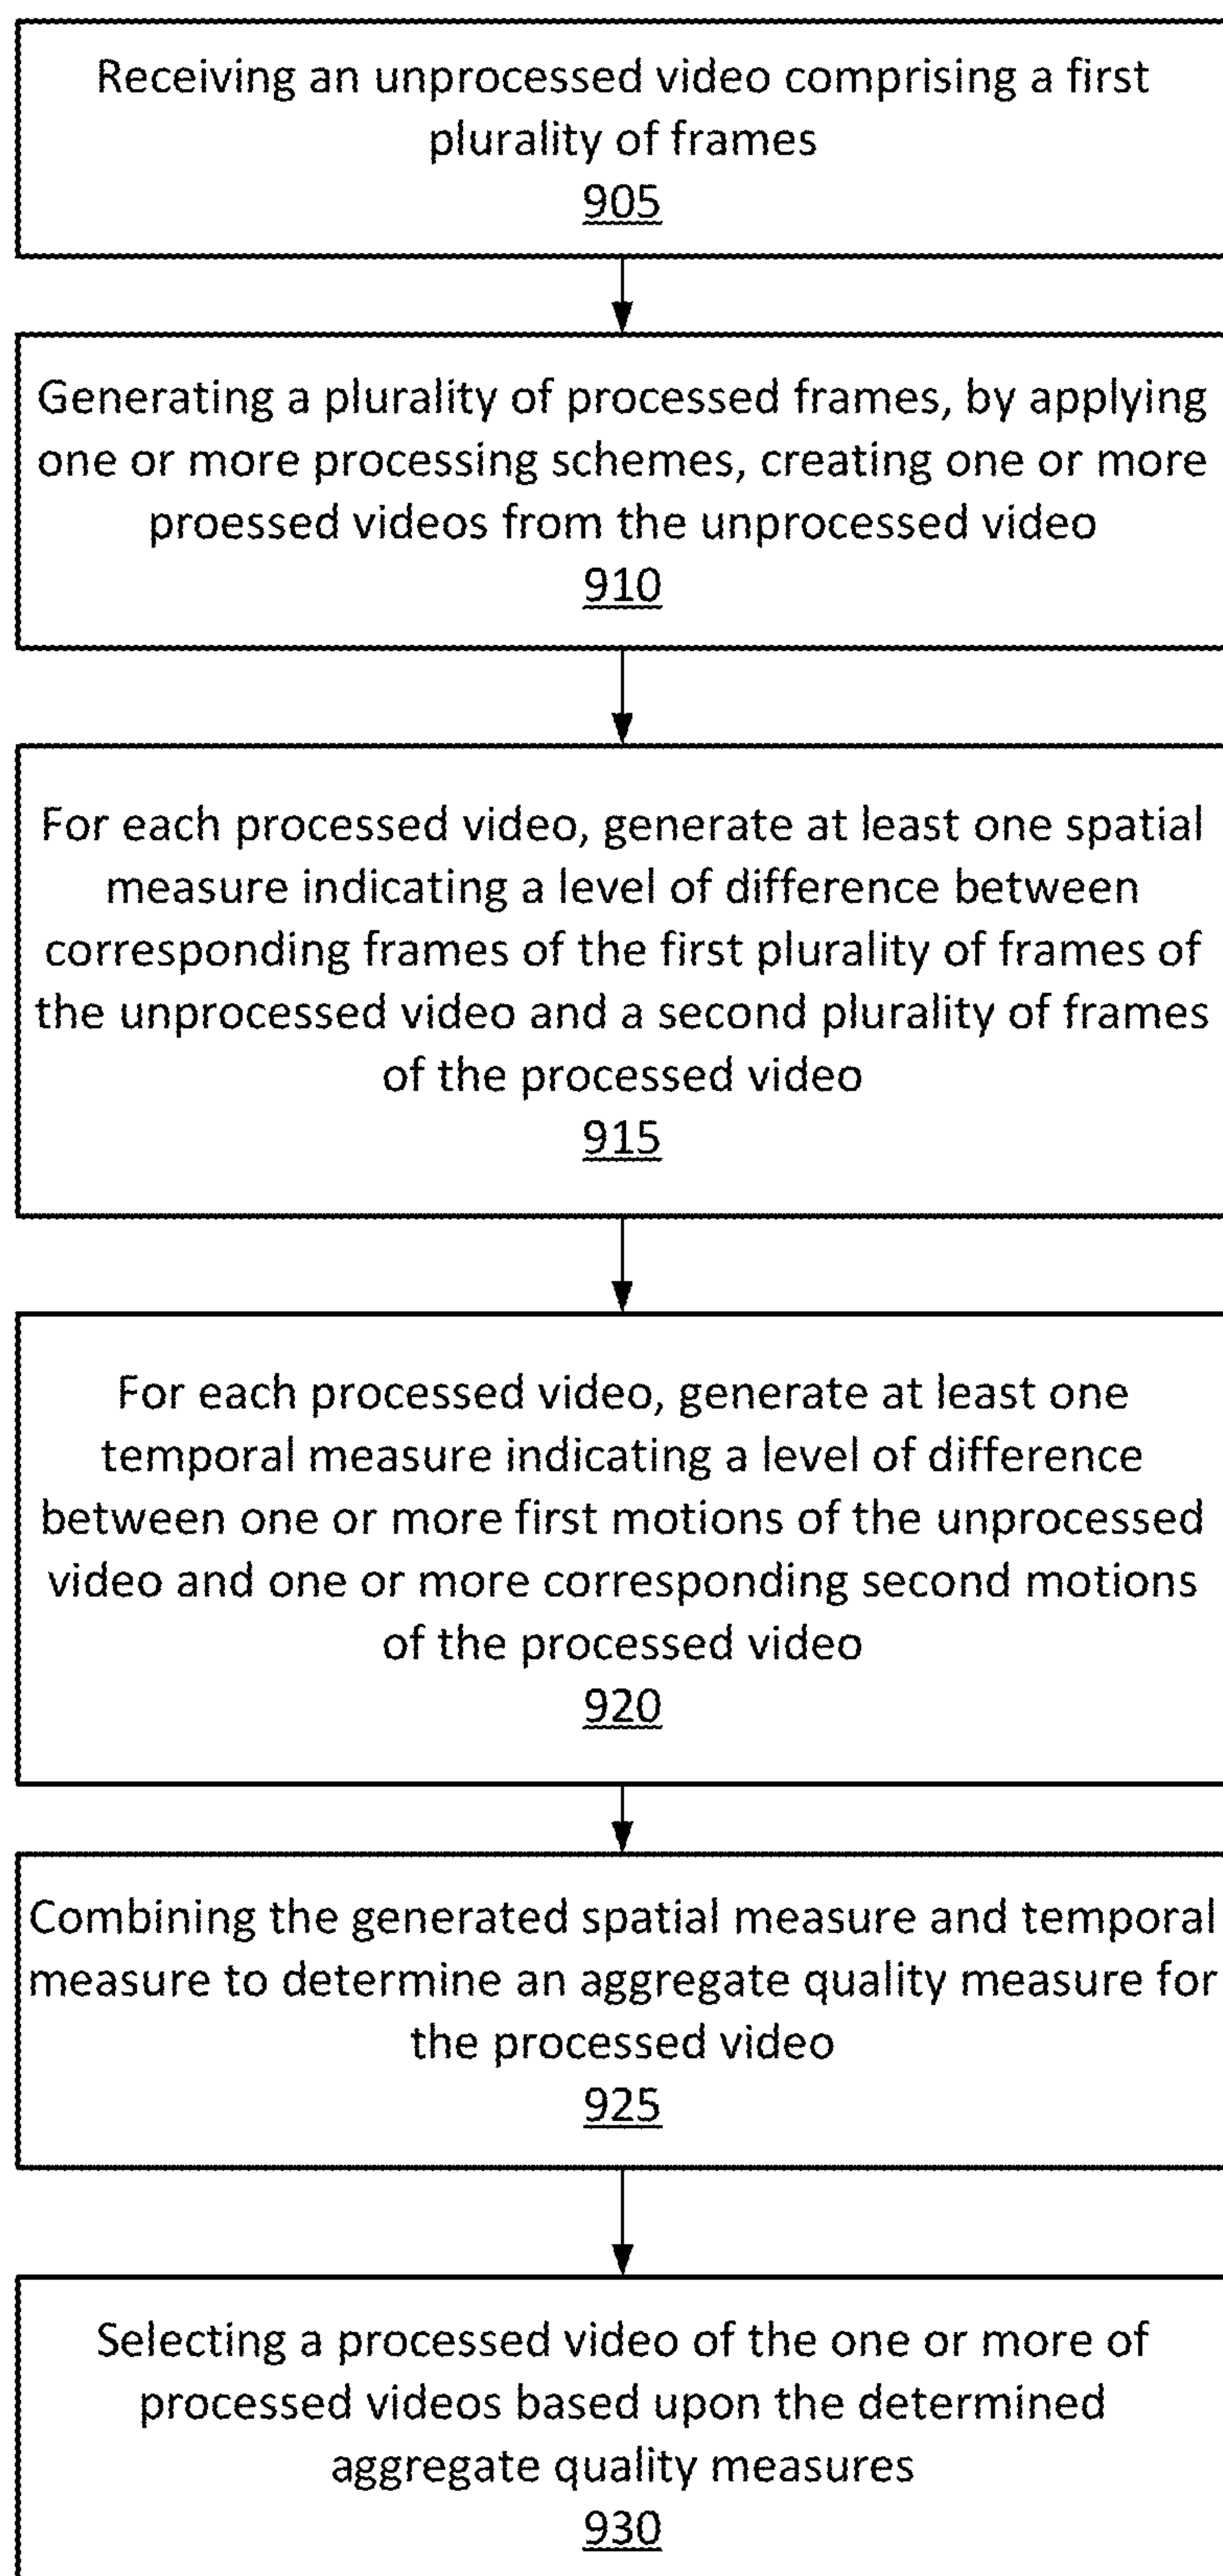 Receiving an unprocessed video comprising a first
plurality of frames
905
Generating a plurality of processed frames, by applying
one or more processing schemes, creating one or more
proessed videos from the unprocessed video
910
For each processed video, generate at least one spatial
measure indicating a level of difference between
corresponding frames of the first plurality of frames of
the unprocessed video and a second plurality of frames
of the processed video
915
For each processed video, generate at least one
temporal measure indicating a level of difference
between one or more first motions of the unprocessed
video and one or more corresponding second motions
of the processed video
920
Combining the generated spatial measure and temporal
measure to determine an aggregate quality measure for
the processed video
925
Selecting a processed video of the one or more of
processed videos based upon the determined
aggregate quality measures
930